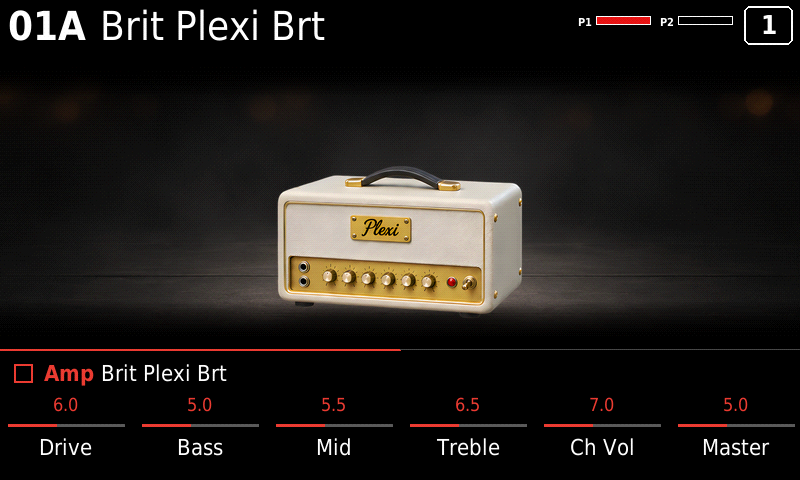 01A Brit Plexi Brt
P1 P2 1
Plexi
Amp Brit Plexi Brt
6.0 5.0 5.5 6.5 7.0 5.0
Drive Bass Mid Treble Ch Vol Master